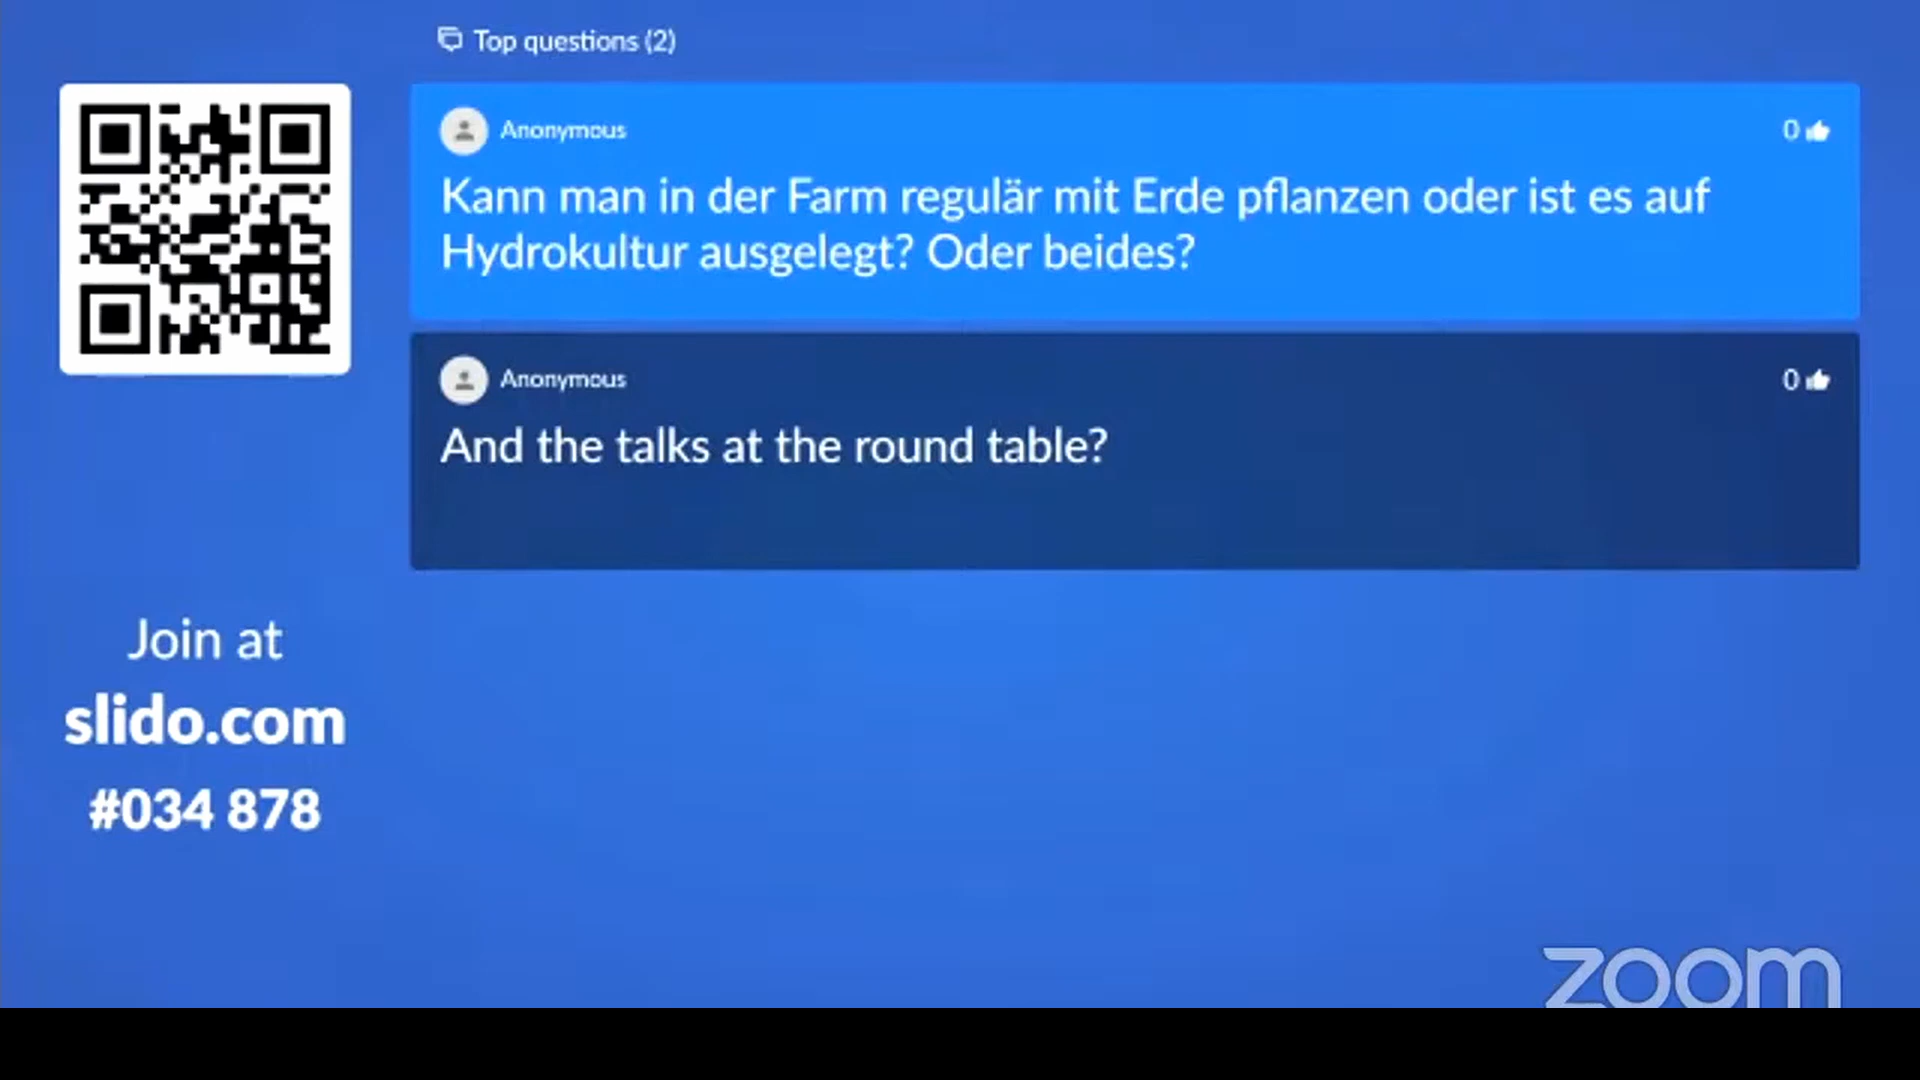 Top questions (2)
Anonymous
0
Kann man in der Farm regulär mit Erde pflanzen oder ist es auf
Hydrokultur ausgelegt? Oder beides?
Anonymous
0
And the talks at the round table?
Join at
slido.com
#034 878
zoom